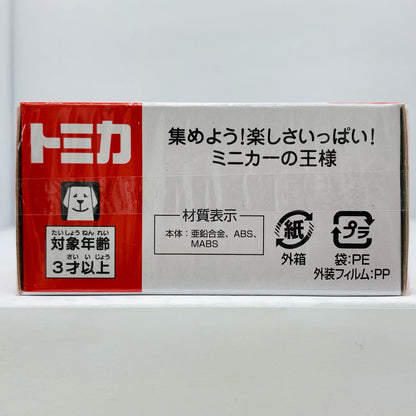 トミカ
集めよう!楽しさいっぱい!
ミニカーの王様
たいしょう ねん れい
対象年齢
さい い じょう
3才以上
材質表示
本体:亜鉛合金、ABS、
MABS
紙
外箱
プラ
袋:PE
外装フィルム:PP